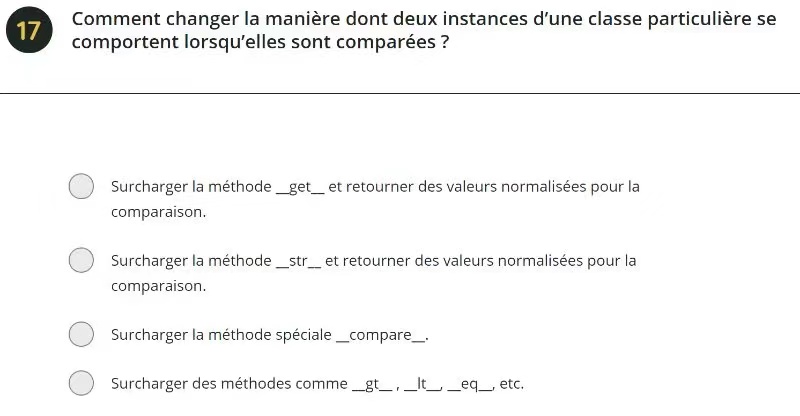 17
Comment changer la manière dont deux instances d’une classe particulière se
comportent lorsqu’elles sont comparées ?
Surcharger la méthode __get__ et retourner des valeurs normalisées pour la
comparaison.
Surcharger la méthode __str__ et retourner des valeurs normalisées pour la
comparaison.
Surcharger la méthode spéciale __compare__.
Surcharger des méthodes comme __gt__ , __lt__, __eq__, etc.